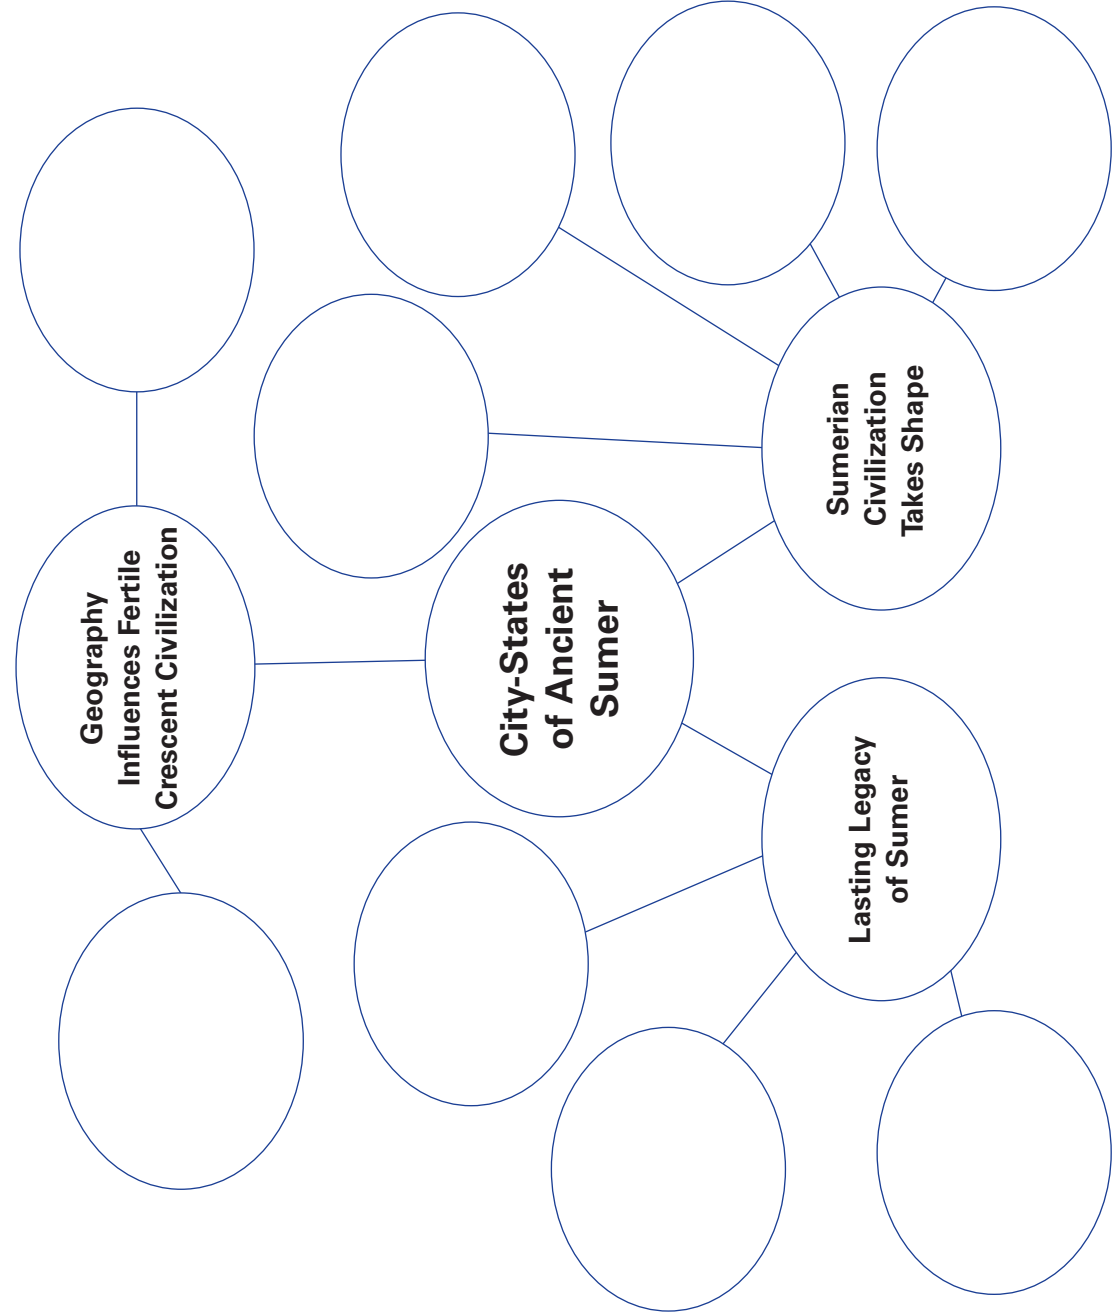 Geography
Influences Fertile
Crescent Civilization
City-States
of Ancient
Sumer
Lasting Legacy
of Sumer
Sumerian
Civilization
Takes Shape